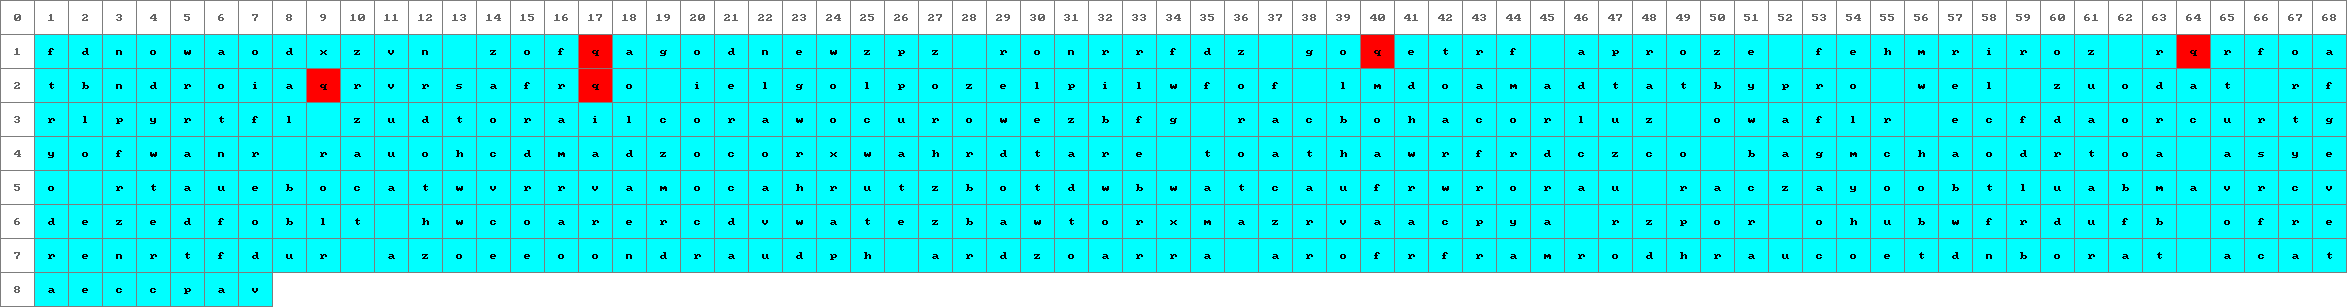 0 1 2 3 4 5 6 7 8 9 10 11 12 13 14 15 16 17 18 19 20 21 22 23 24 25 26 27 28 29 30 31 32 33 34 35 36 37 38 39 40 41 42 43 44 45 46 47 48 49 50 51 52 53 54 55 56 57 58 59 60 61 62 63 64 65 66 67 68
1 f d n o w a o d x z v n z o f q a g o d n e w z p z r o n r r f d z g o q e t r f a p r o z e f e h m r i r o z r q r f o a
2 t b n d r o i a q r v r s a f r q o i e l g o l p o z e l p i l w f o f l m d o a m a d t a t b y p r o w e l z u o d a t r f
3 r l p y r t f l z u d t o r a i l c o r a w o c u r o w e z b f g r a c b o h a c o r l u z o w a f l r e c f d a o r c u r t g
4 y o f w a n r r a u o h c d m a d z o c o r x w a h r d t a r e t o a t h a w r f r d c z c o b a g m c h a o d r t o a a s y e
5 o r t a u e b o c a t w v r r v a m o c a h r u t z b o t d w b w a t c a u f r w r o r a u r a c z a y o o b t l u a b m a v r c v
6 d e z e d f o b l t h w c o a r e r c d v w a t e z b a w t o r x m a z r v a a c p y a r z p o r o h u b w f r d u f b o f r e
7 r e n r t f d u r a z o e e o o n d r a u d p h a r d z o a r r a a r o f r f r a m r o d h r a u c o e t d n b o r a t a c a t
8 a e c c p a v